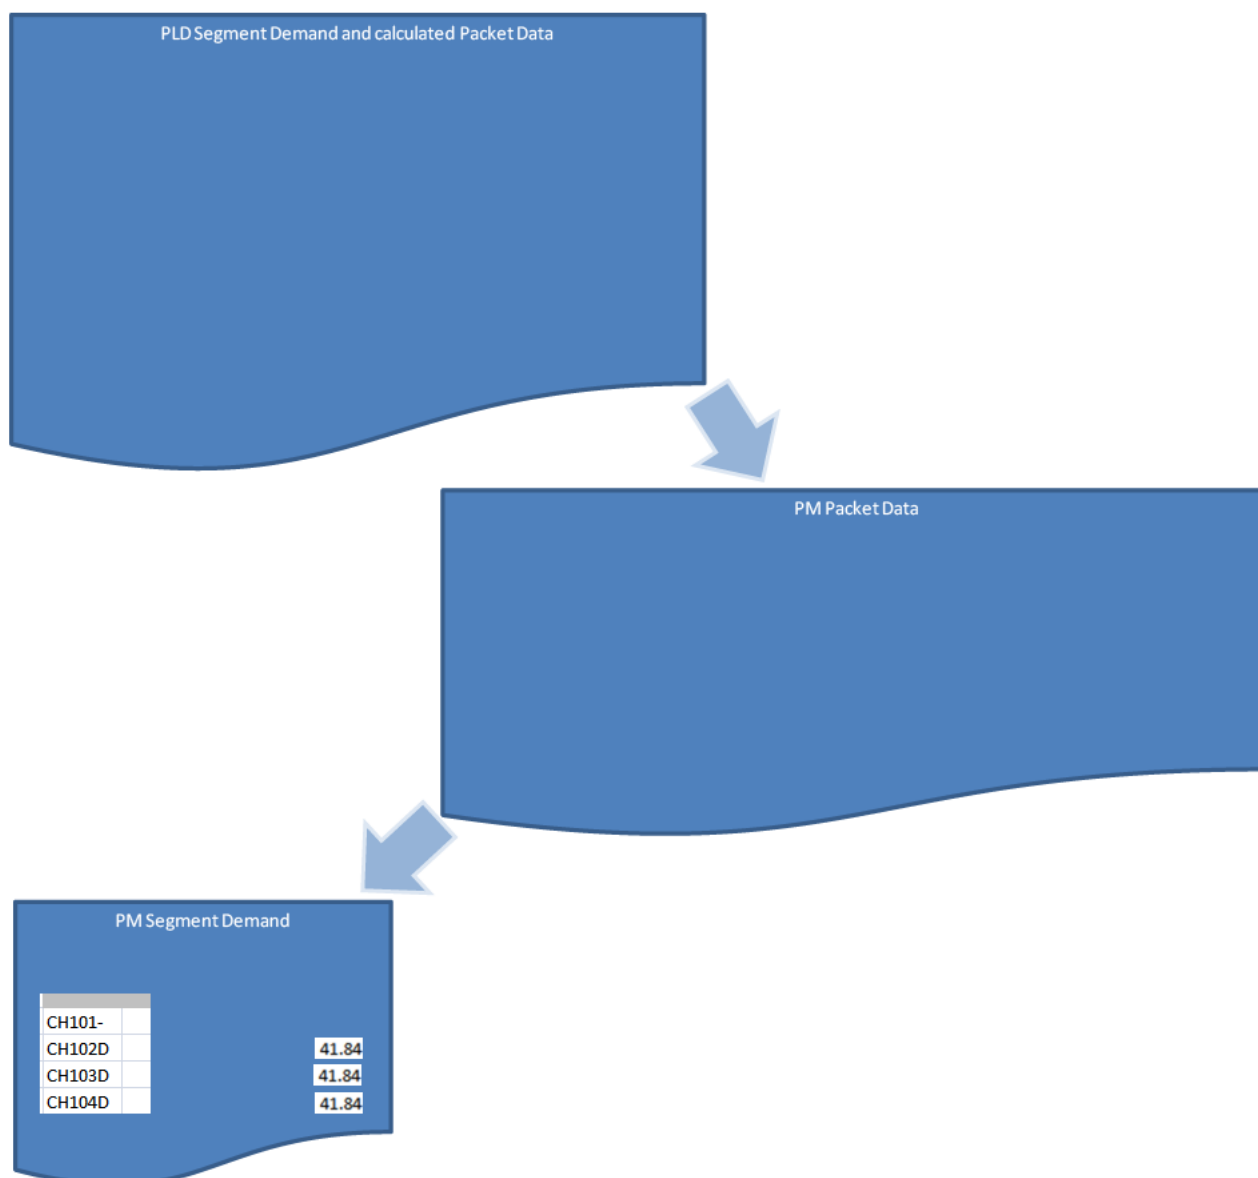 PLD Segment Demand and calculated Packet Data
PM Packet Data
PM Segment Demand
CH101-
CH102D 41.84
CH103D 41.84
CH104D 41.84